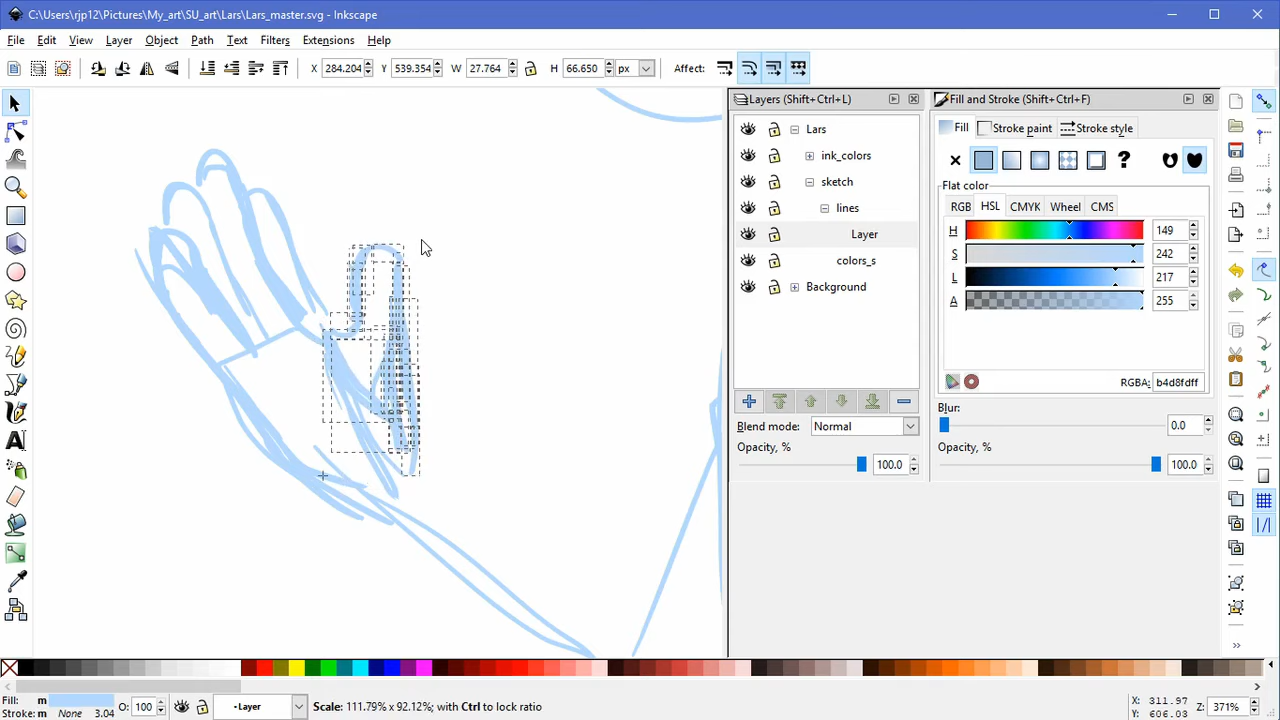 C:\Users\rjp12\Pictures\My_art\SU_art\Lars\Lars_master.svg - Inkscape
File Edit View Layer Object Path Filters Text Extensions Help
X 284.204 Y 539.354 W 27.764 H 66.650 px Affect:
Layers (Shift+Ctrl+L)
Lars
ink_colors
sketch
lines
Layer
colors_s
Background
Blend mode: Normal
Opacity, % 100.0
Fill and Stroke (Shift+Ctrl+F)
Fill Stroke paint Stroke style
?
Flat color
RGB HSL CMYK Wheel CMS
H 149
S 242
L 217
A 255
RGBA: b4d8fdff
Blur:
0.0
Opacity, %
100.0
Fill: m
Stroke: m None 3.04
O: 100
Layer
Scale: 111.79% x 92.12%; with Ctrl to lock ratio
X: 311.97
Y: 606.03
Z: 371%